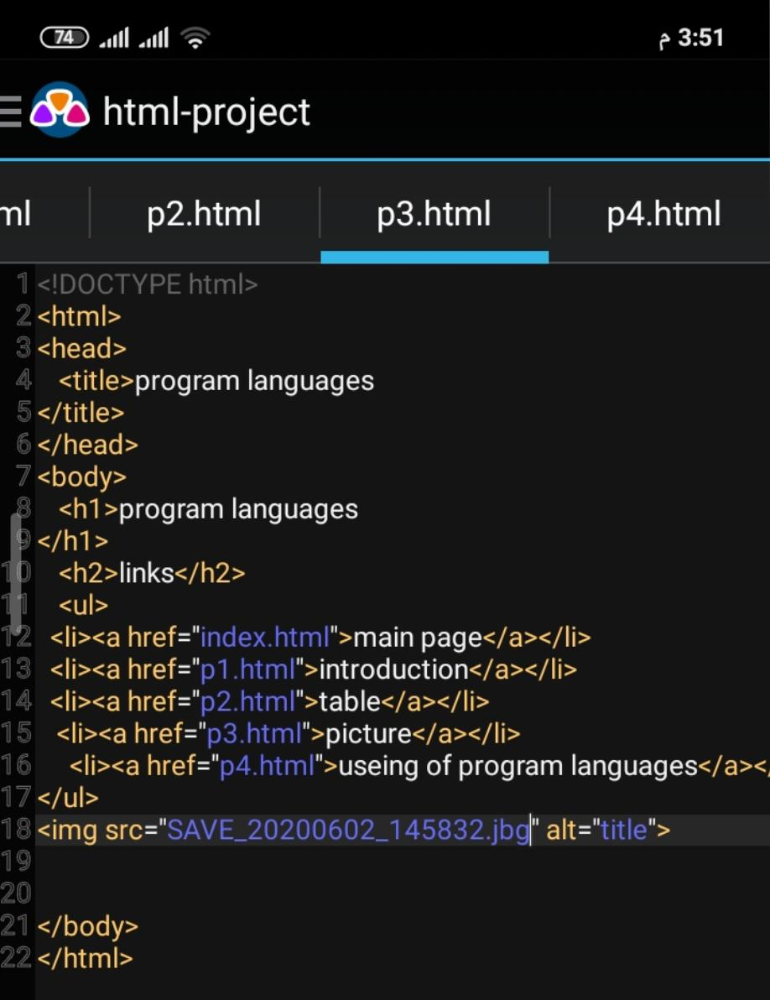 74
3:51 م
html-project
ml
p2.html
p3.html
p4.html
1 <!DOCTYPE html>
2 <html>
3 <head>
4 <title>program languages
5 </title>
6 </head>
7 <body>
8 <h1>program languages
9 </h1>
10 <h2>links</h2>
11 <ul>
12 <li><a href="index.html">main page</a></li>
13 <li><a href="p1.html">introduction</a></li>
14 <li><a href="p2.html">table</a></li>
15 <li><a href="p3.html">picture</a></li>
16 <li><a href="p4.html">useing of program languages</a><
17 </ul>
18 <img src="SAVE_20200602_145832.jbg" alt="title">
19
20
21 </body>
22 </html>